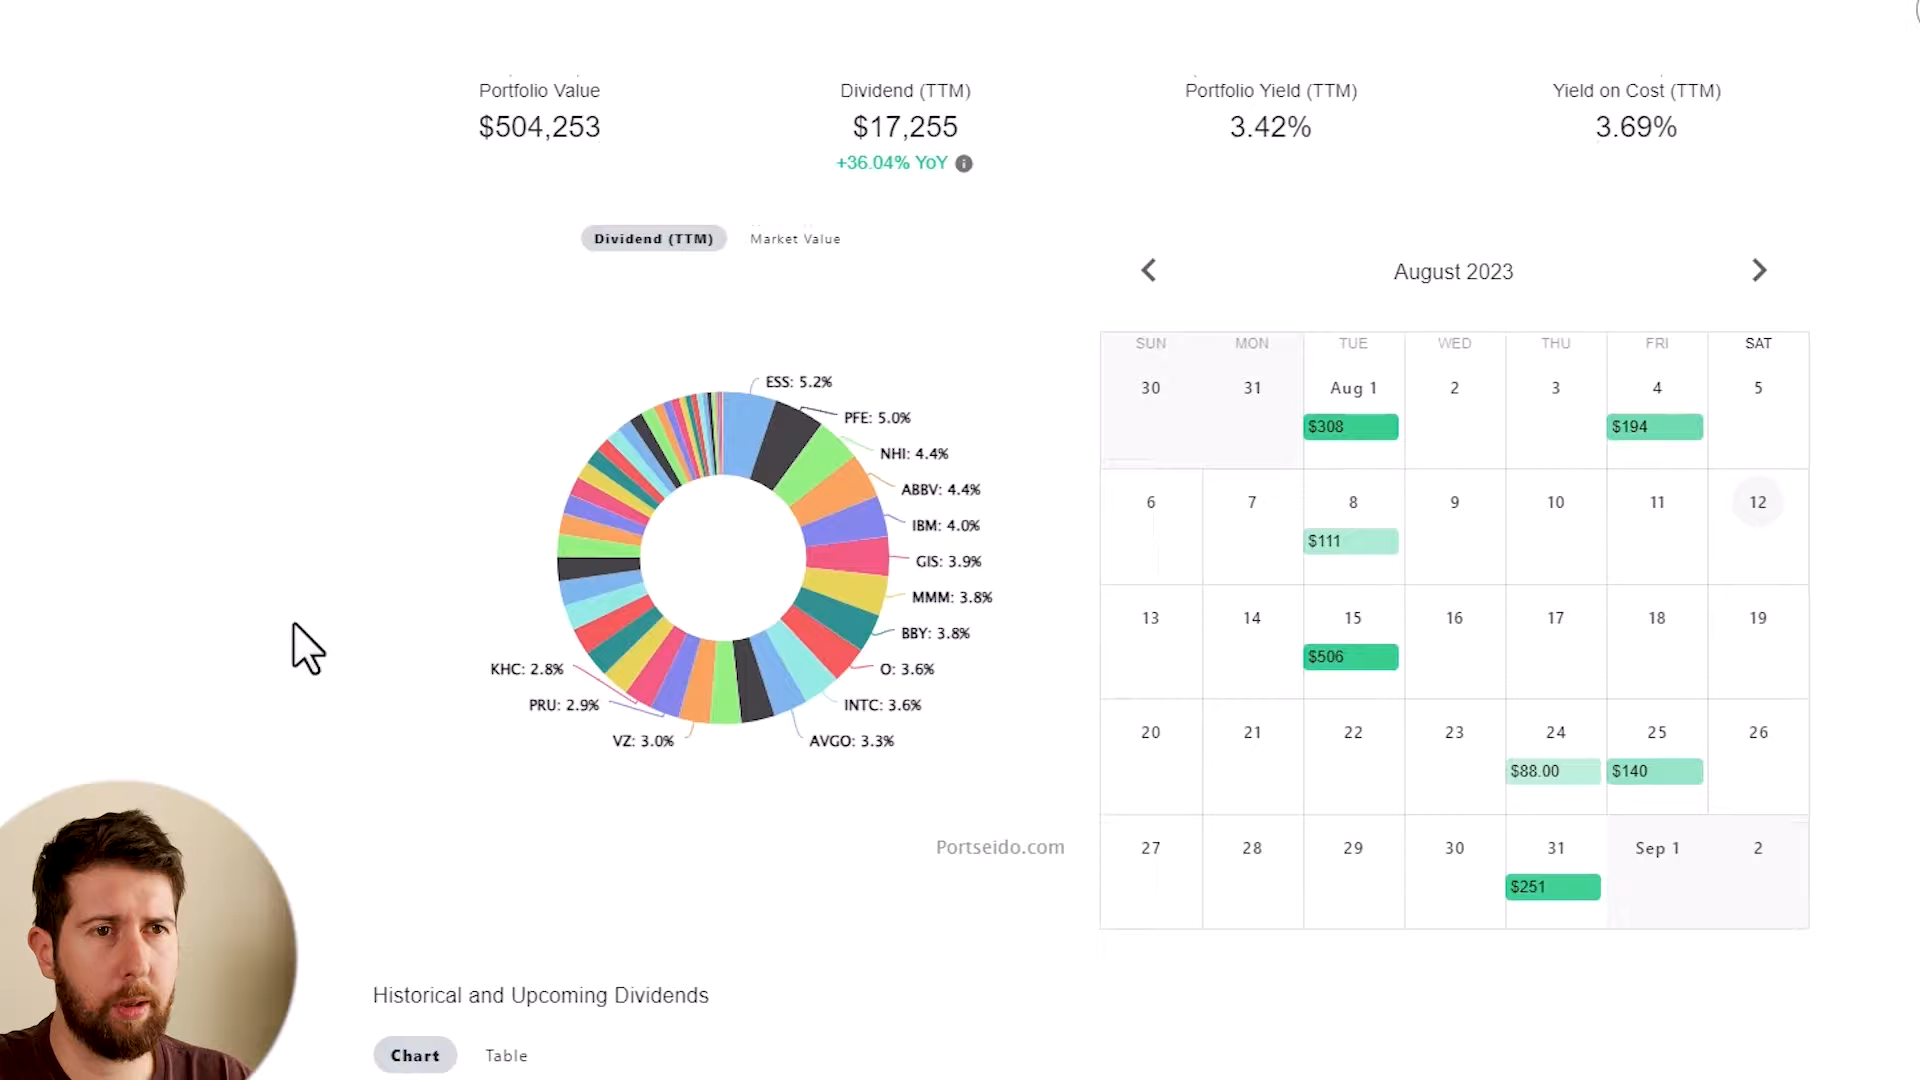 Portfolio Value
$504,253
Dividend (TTM)
$17,255
+36.04% YoY
Portfolio Yield (TTM)
3.42%
Yield on Cost (TTM)
3.69%
Dividend (TTM) Market Value
ESS: 5.2%
PFE: 5.0%
NHI: 4.4%
ABBV: 4.4%
IBM: 4.0%
GIS: 3.9%
MMM: 3.8%
BBY: 3.8%
O: 3.6%
INTC: 3.6%
AVGO: 3.3%
VZ: 3.0%
PRU: 2.9%
KHC: 2.8%
Portseido.com
August 2023
SUN MON TUE WED THU FRI SAT
30 31 Aug 1 2 3 4 5
$308 $194
6 7 8 9 10 11 12
$111
13 14 15 16 17 18 19
$506
20 21 22 23 24 25 26
$88.00 $140
27 28 29 30 31 Sep 1 2
$251
Historical and Upcoming Dividends
Chart Table